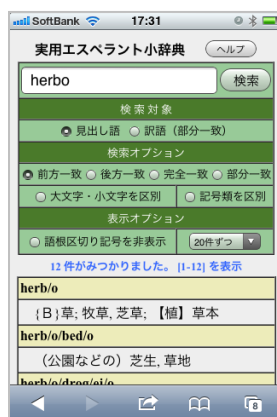 SoftBank 17:31
実用エスペラント小辞典 ヘルプ
herbo 検索
検索対象
見出し語 訳語（部分一致）
検索オプション
前方一致 後方一致 完全一致 部分一致
大文字・小文字を区別 記号類を区別
表示オプション
語根区切り記号を非表示 20件ずつ
12 件がみつかりました。 [1-12] を表示
herb/o
{B}草; 牧草, 芝草; 【植】草本
herb/o/bed/o
（公園などの）芝生, 草地
herb/o/drog/ej/o
8